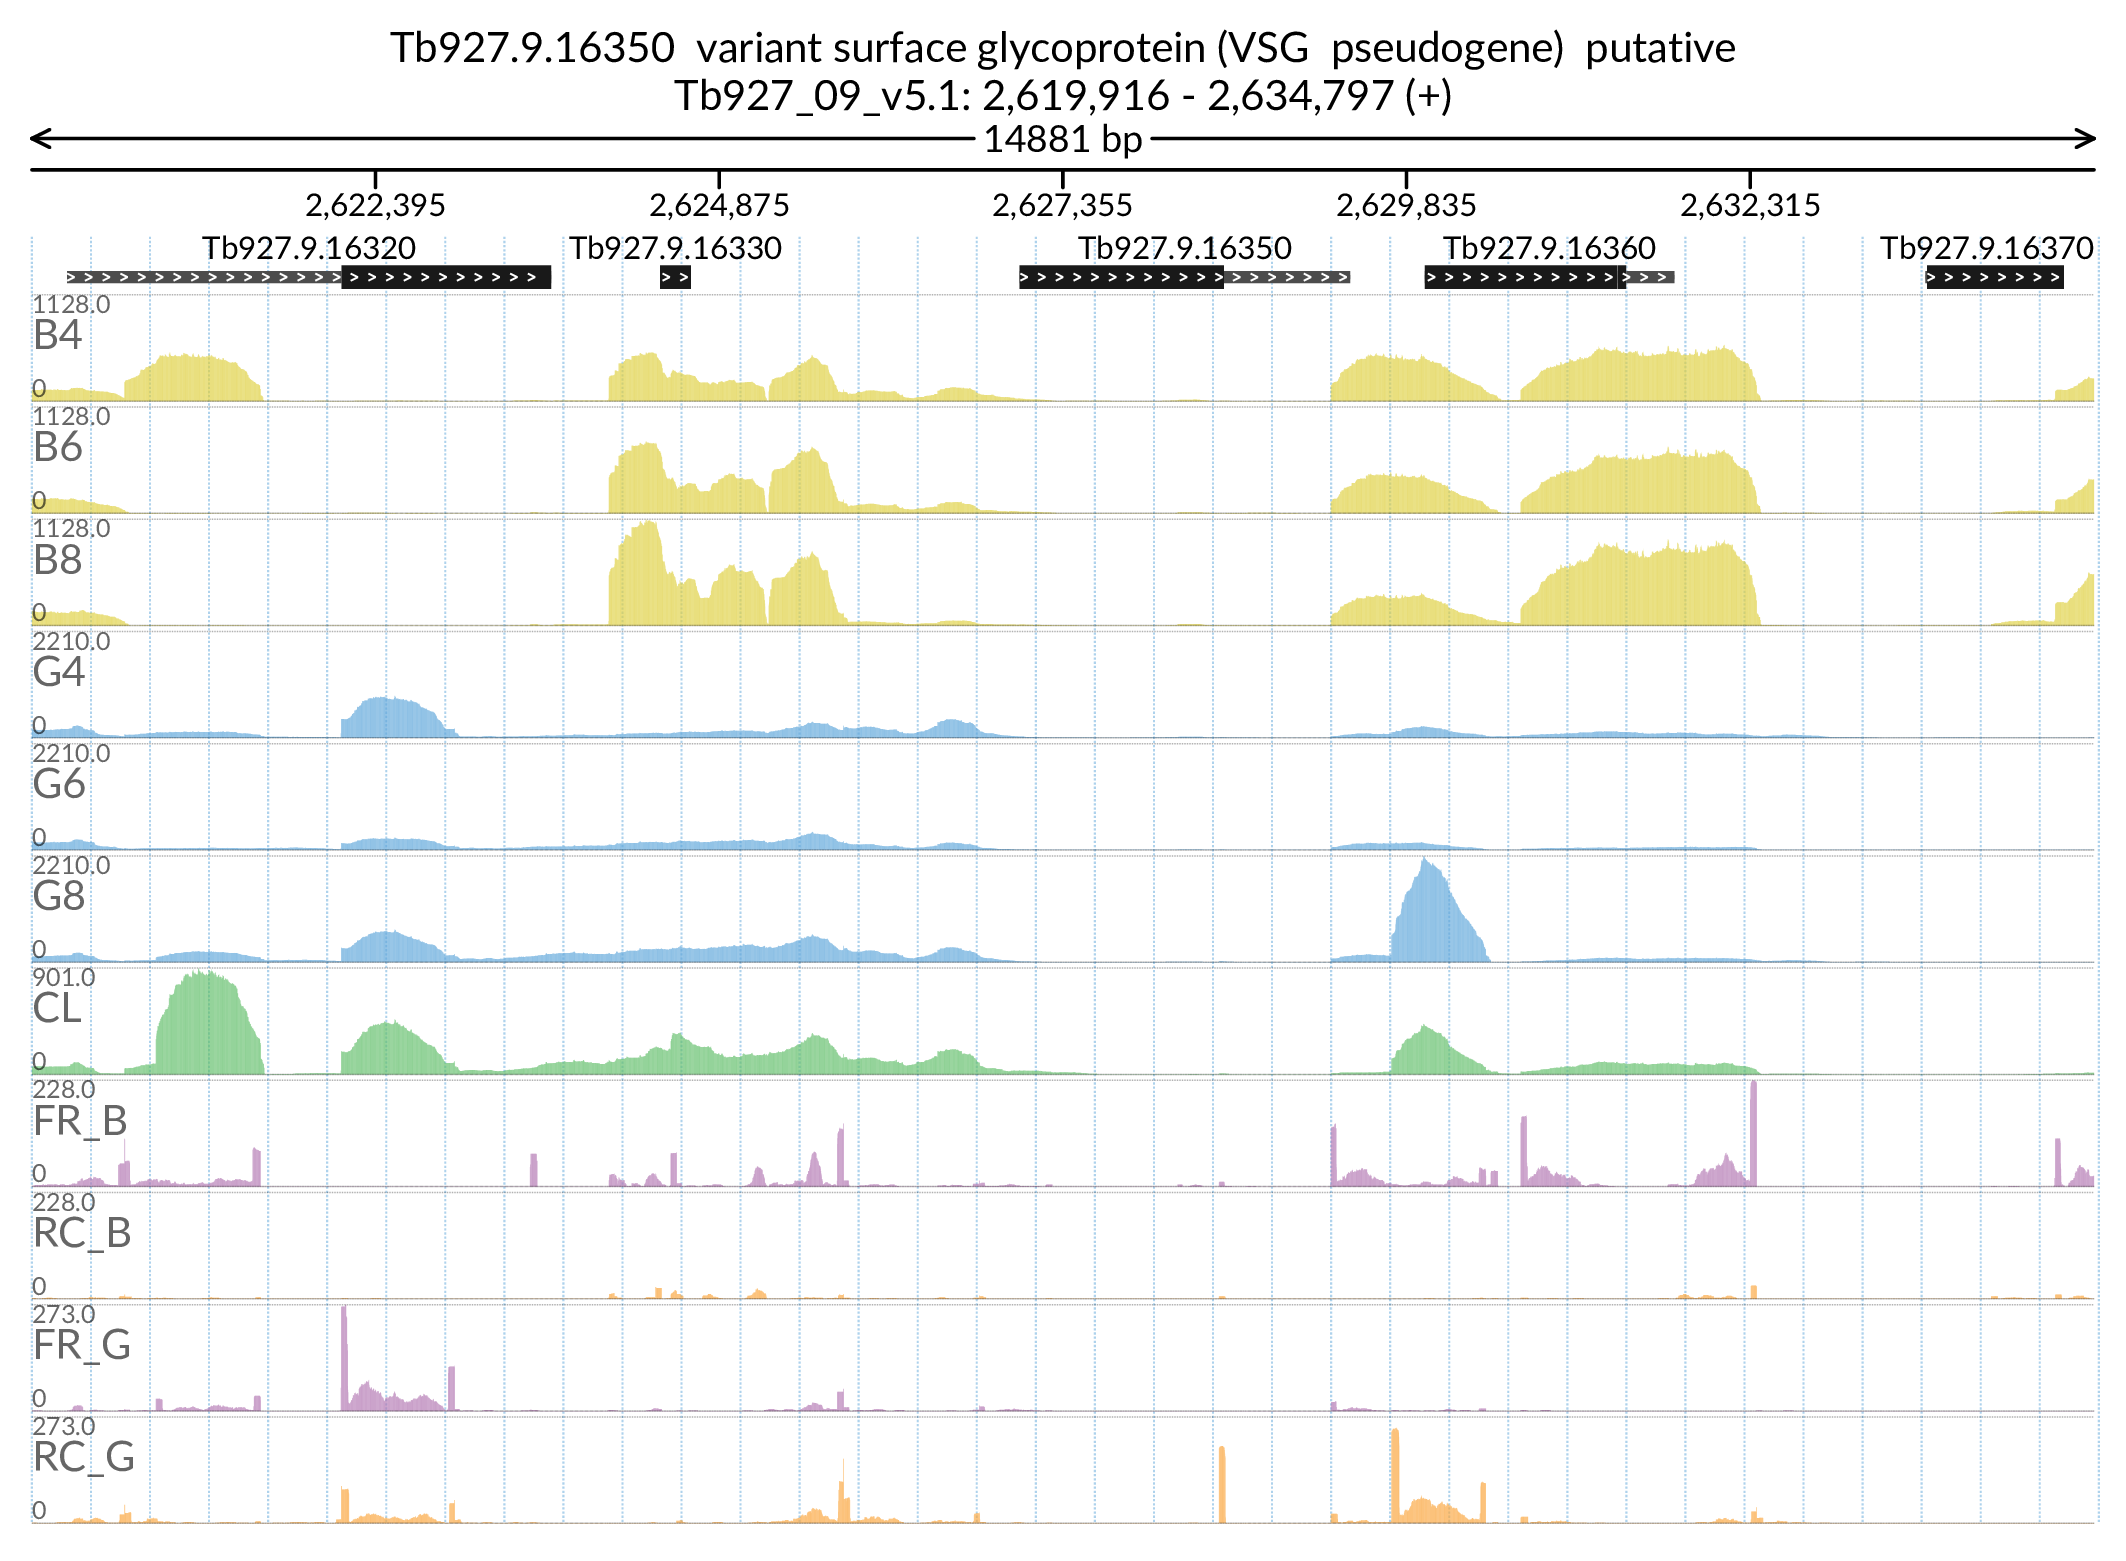 Tb927.9.16350  variant surface glycoprotein (VSG  pseudogene)  putative
Tb927_09_v5.1: 2,619,916 - 2,634,797 (+)
14881 bp
2,622,395 2,624,875 2,627,355 2,629,835 2,632,315
Tb927.9.16320 Tb927.9.16330 Tb927.9.16350 Tb927.9.16360 Tb927.9.16370
1128.0
B4
0
1128.0
B6
0
1128.0
B8
0
2210.0
G4
0
2210.0
G6
0
2210.0
G8
0
901.0
CL
0
228.0
FR_B
0
228.0
RC_B
0
273.0
FR_G
0
273.0
RC_G
0